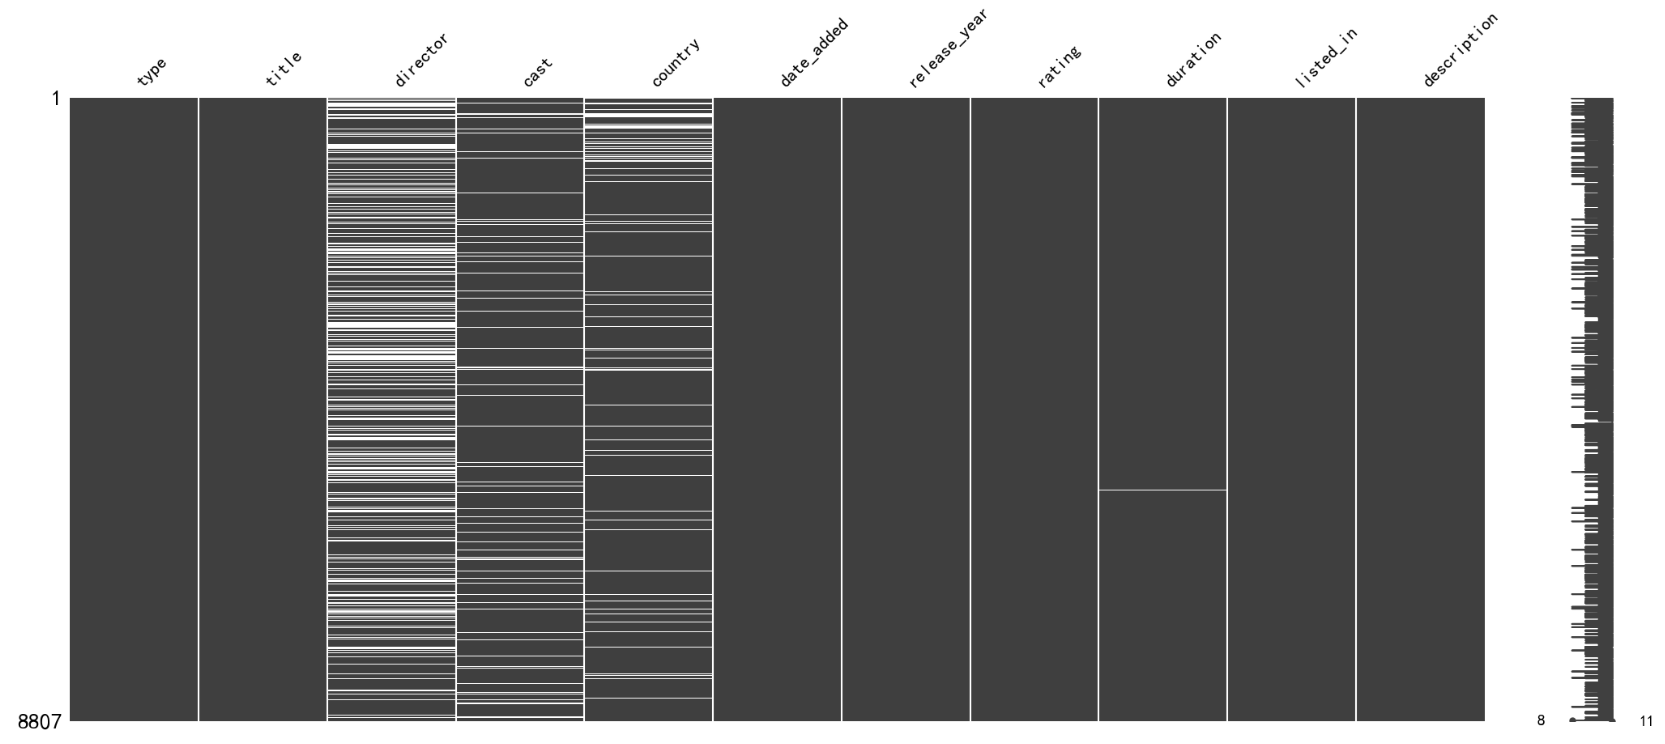 type title director cast country date_added release_year rating duration listed_in description
1
8807
8 11